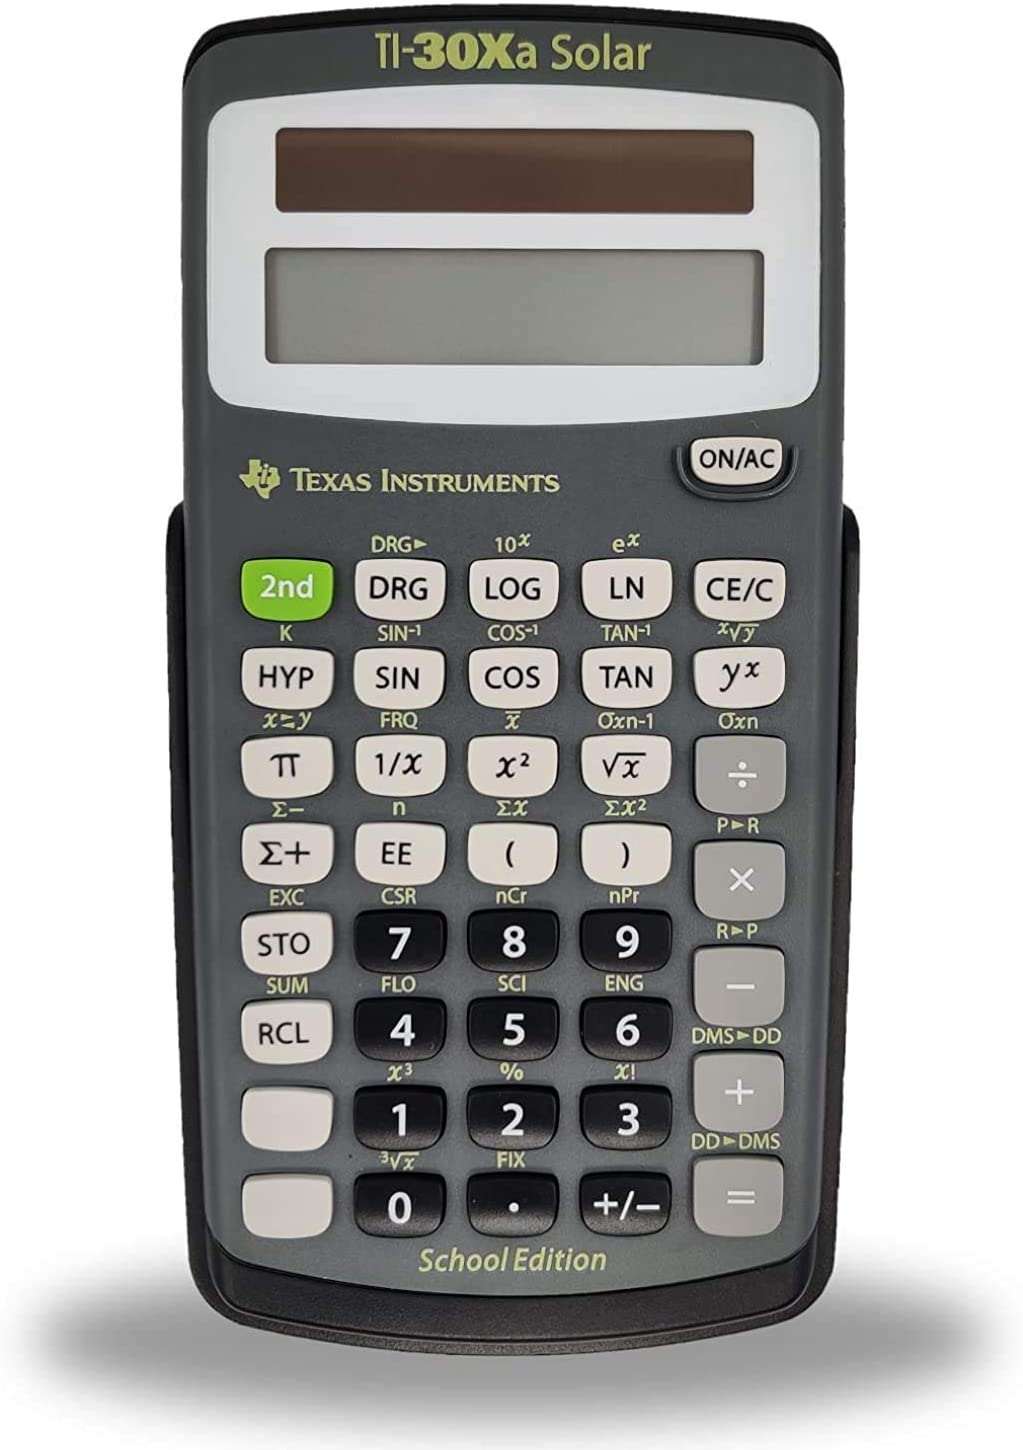 TI-30Xa Solar
ON/AC
TEXAS INSTRUMENTS
DRG► 10ˣ eˣ
2nd DRG LOG LN CE/C
K SIN⁻¹ COS⁻¹ TAN⁻¹ ˣ√y
HYP SIN COS TAN yˣ
x⇆y FRQ x̅ σxn-1 σxn
π 1/x x² √x ÷
Σ− n Σx Σx² P►R
Σ+ EE ( ) ×
EXC CSR nCr nPr R►P
STO 7 8 9 −
SUM FLO SCI ENG DMS►DD
RCL 4 5 6 +
x³ % x! DD►DMS
1 2 3 =
³√x FIX
0 . +/−
School Edition